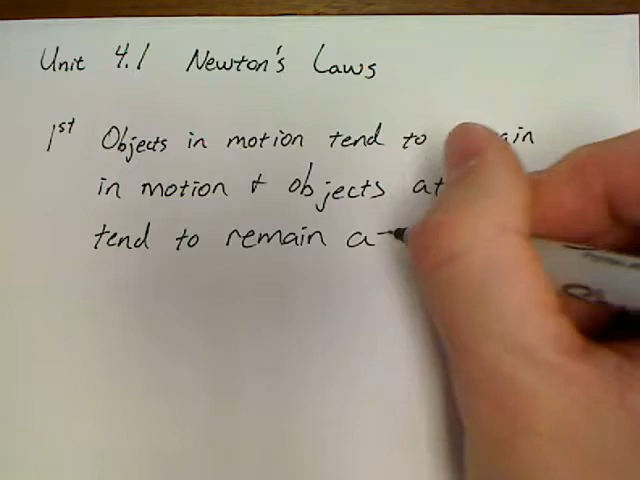 Unit 4.1 Newton's Laws
1st Objects in motion tend to
in motion & objects at
tend to remain a